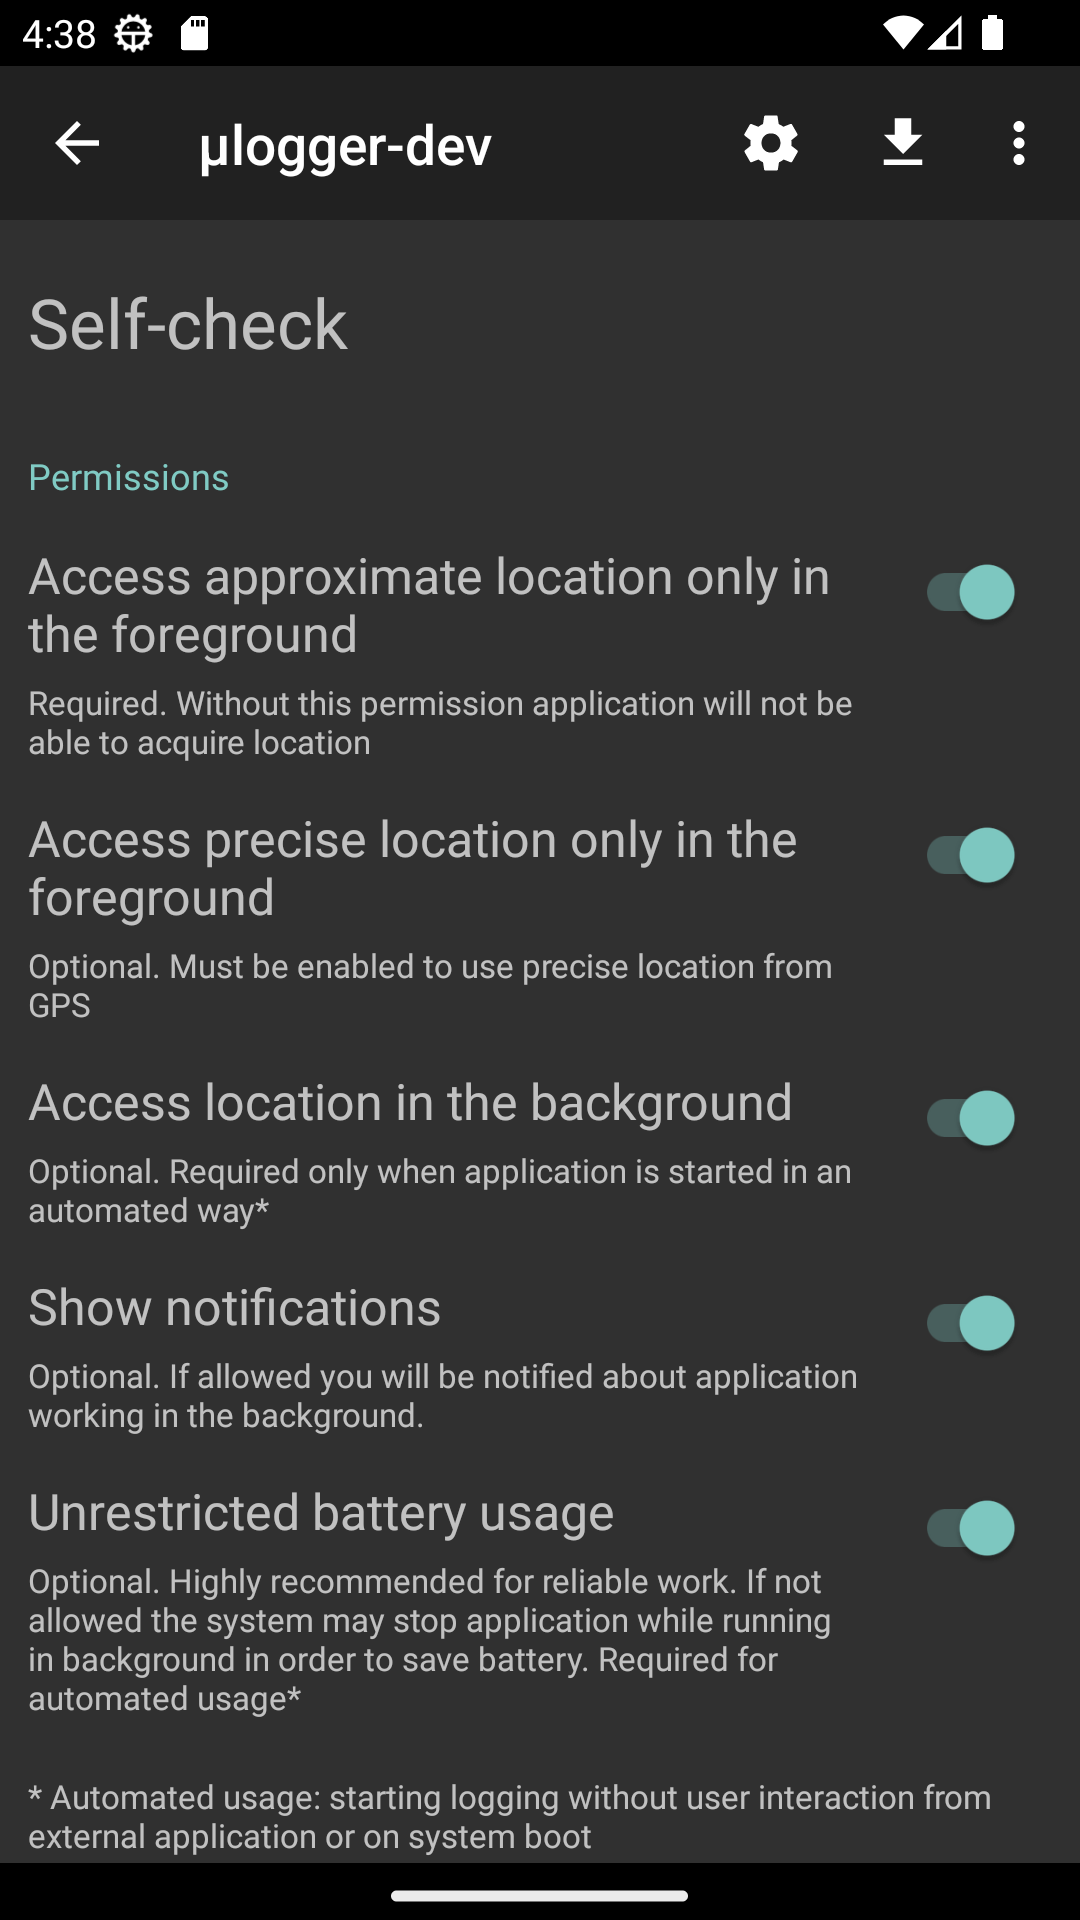 4:38
µlogger-dev
Self-check
Permissions
Access approximate location only in
the foreground
Required. Without this permission application will not be
able to acquire location
Access precise location only in the
foreground
Optional. Must be enabled to use precise location from
GPS
Access location in the background
Optional. Required only when application is started in an
automated way*
Show notifications
Optional. If allowed you will be notified about application
working in the background.
Unrestricted battery usage
Optional. Highly recommended for reliable work. If not
allowed the system may stop application while running
in background in order to save battery. Required for
automated usage*
* Automated usage: starting logging without user interaction from
external application or on system boot